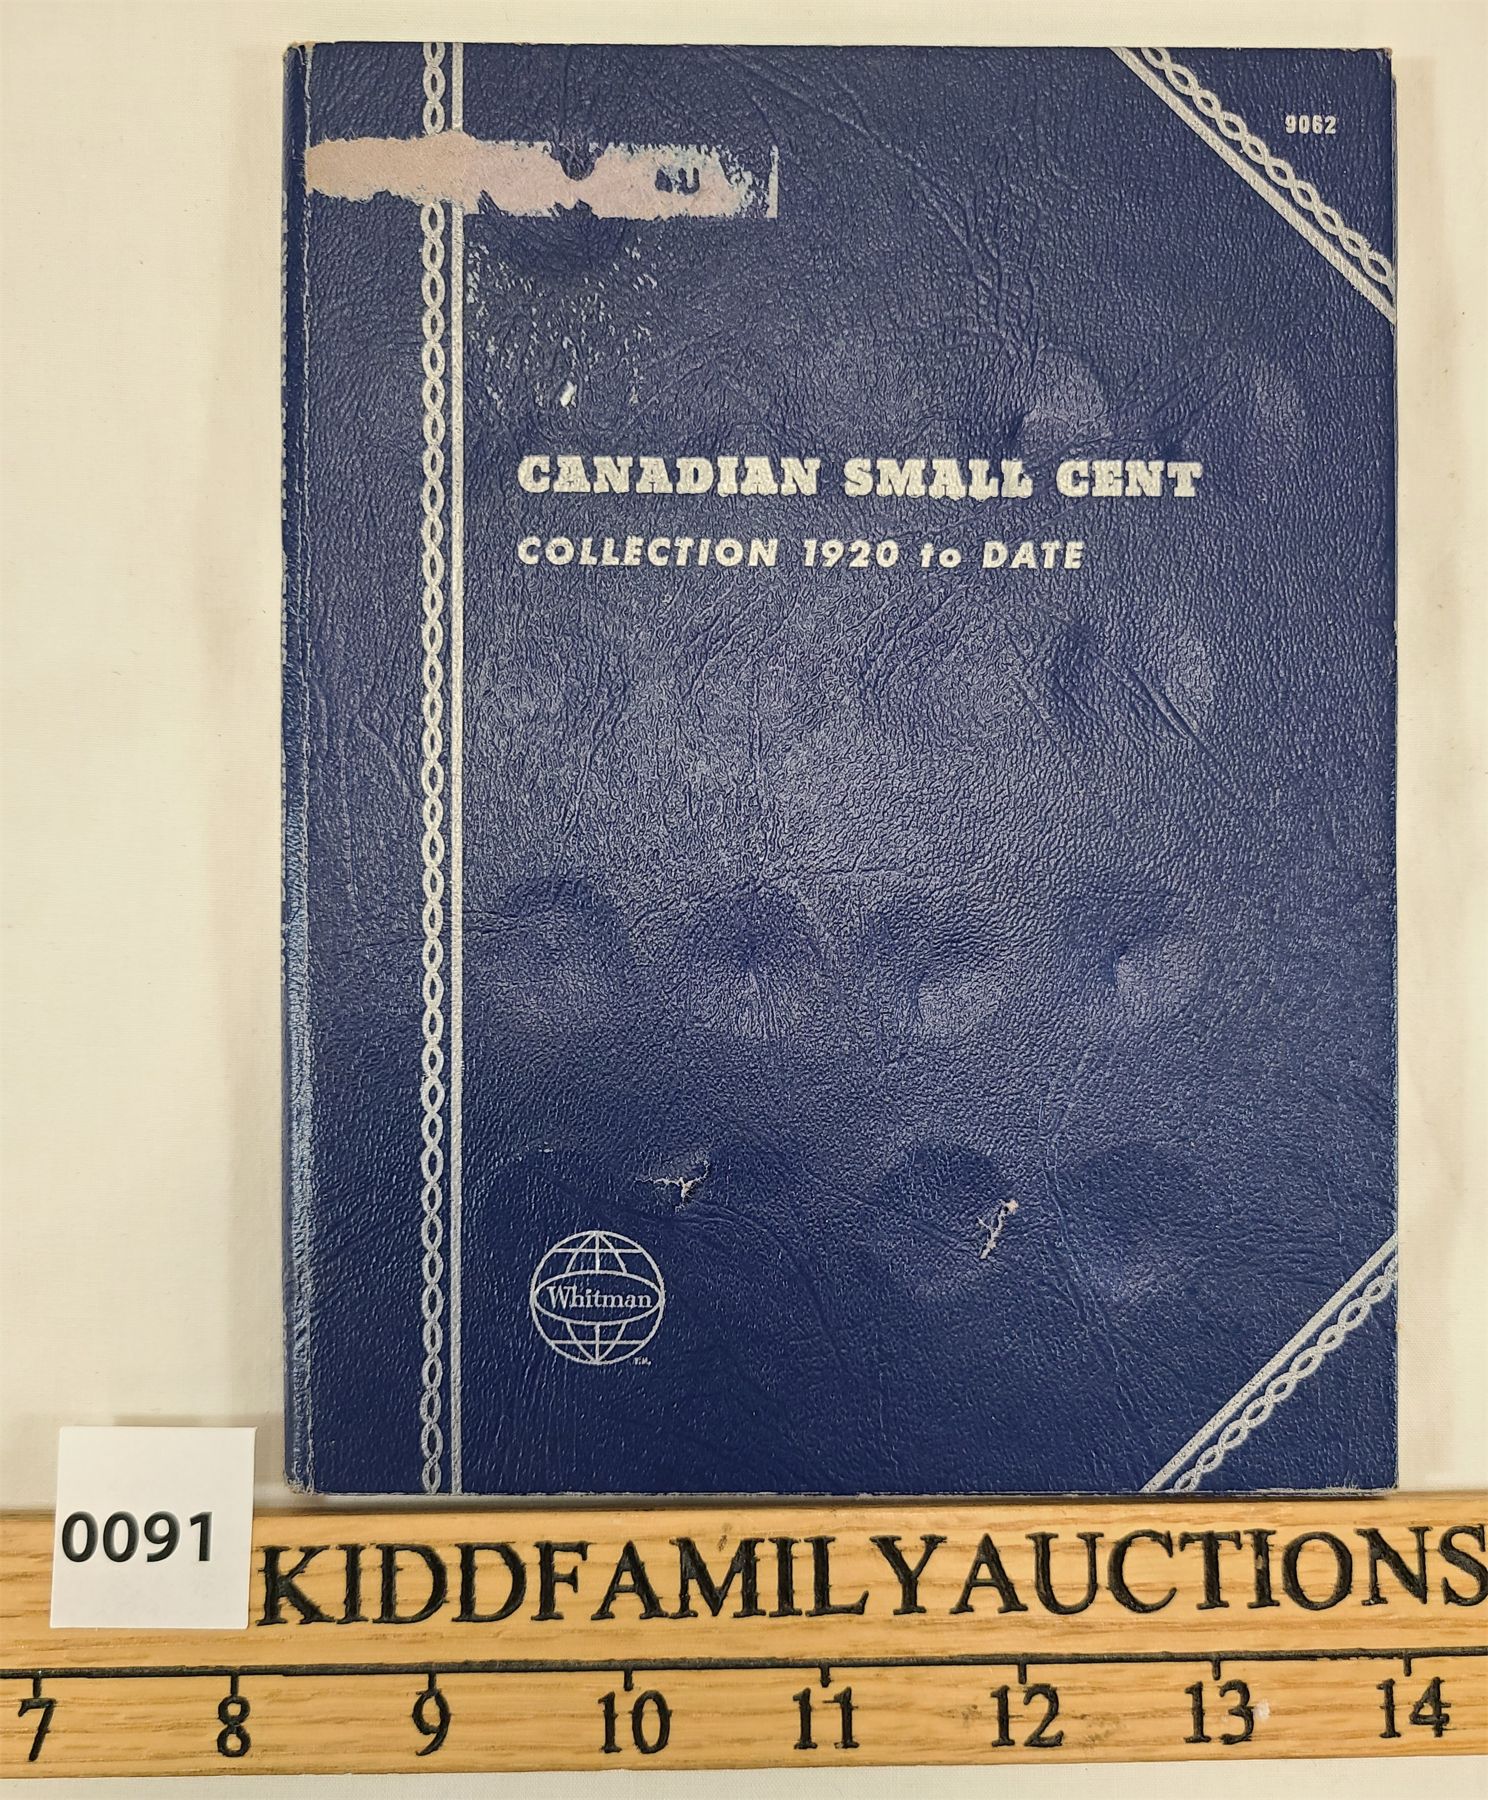 9062
CANADIAN SMALL CENT
COLLECTION 1920 to DATE
Whitman
T.M.
0091
KIDDFAMILYAUCTIONS
7 8 9 10 11 12 13 14